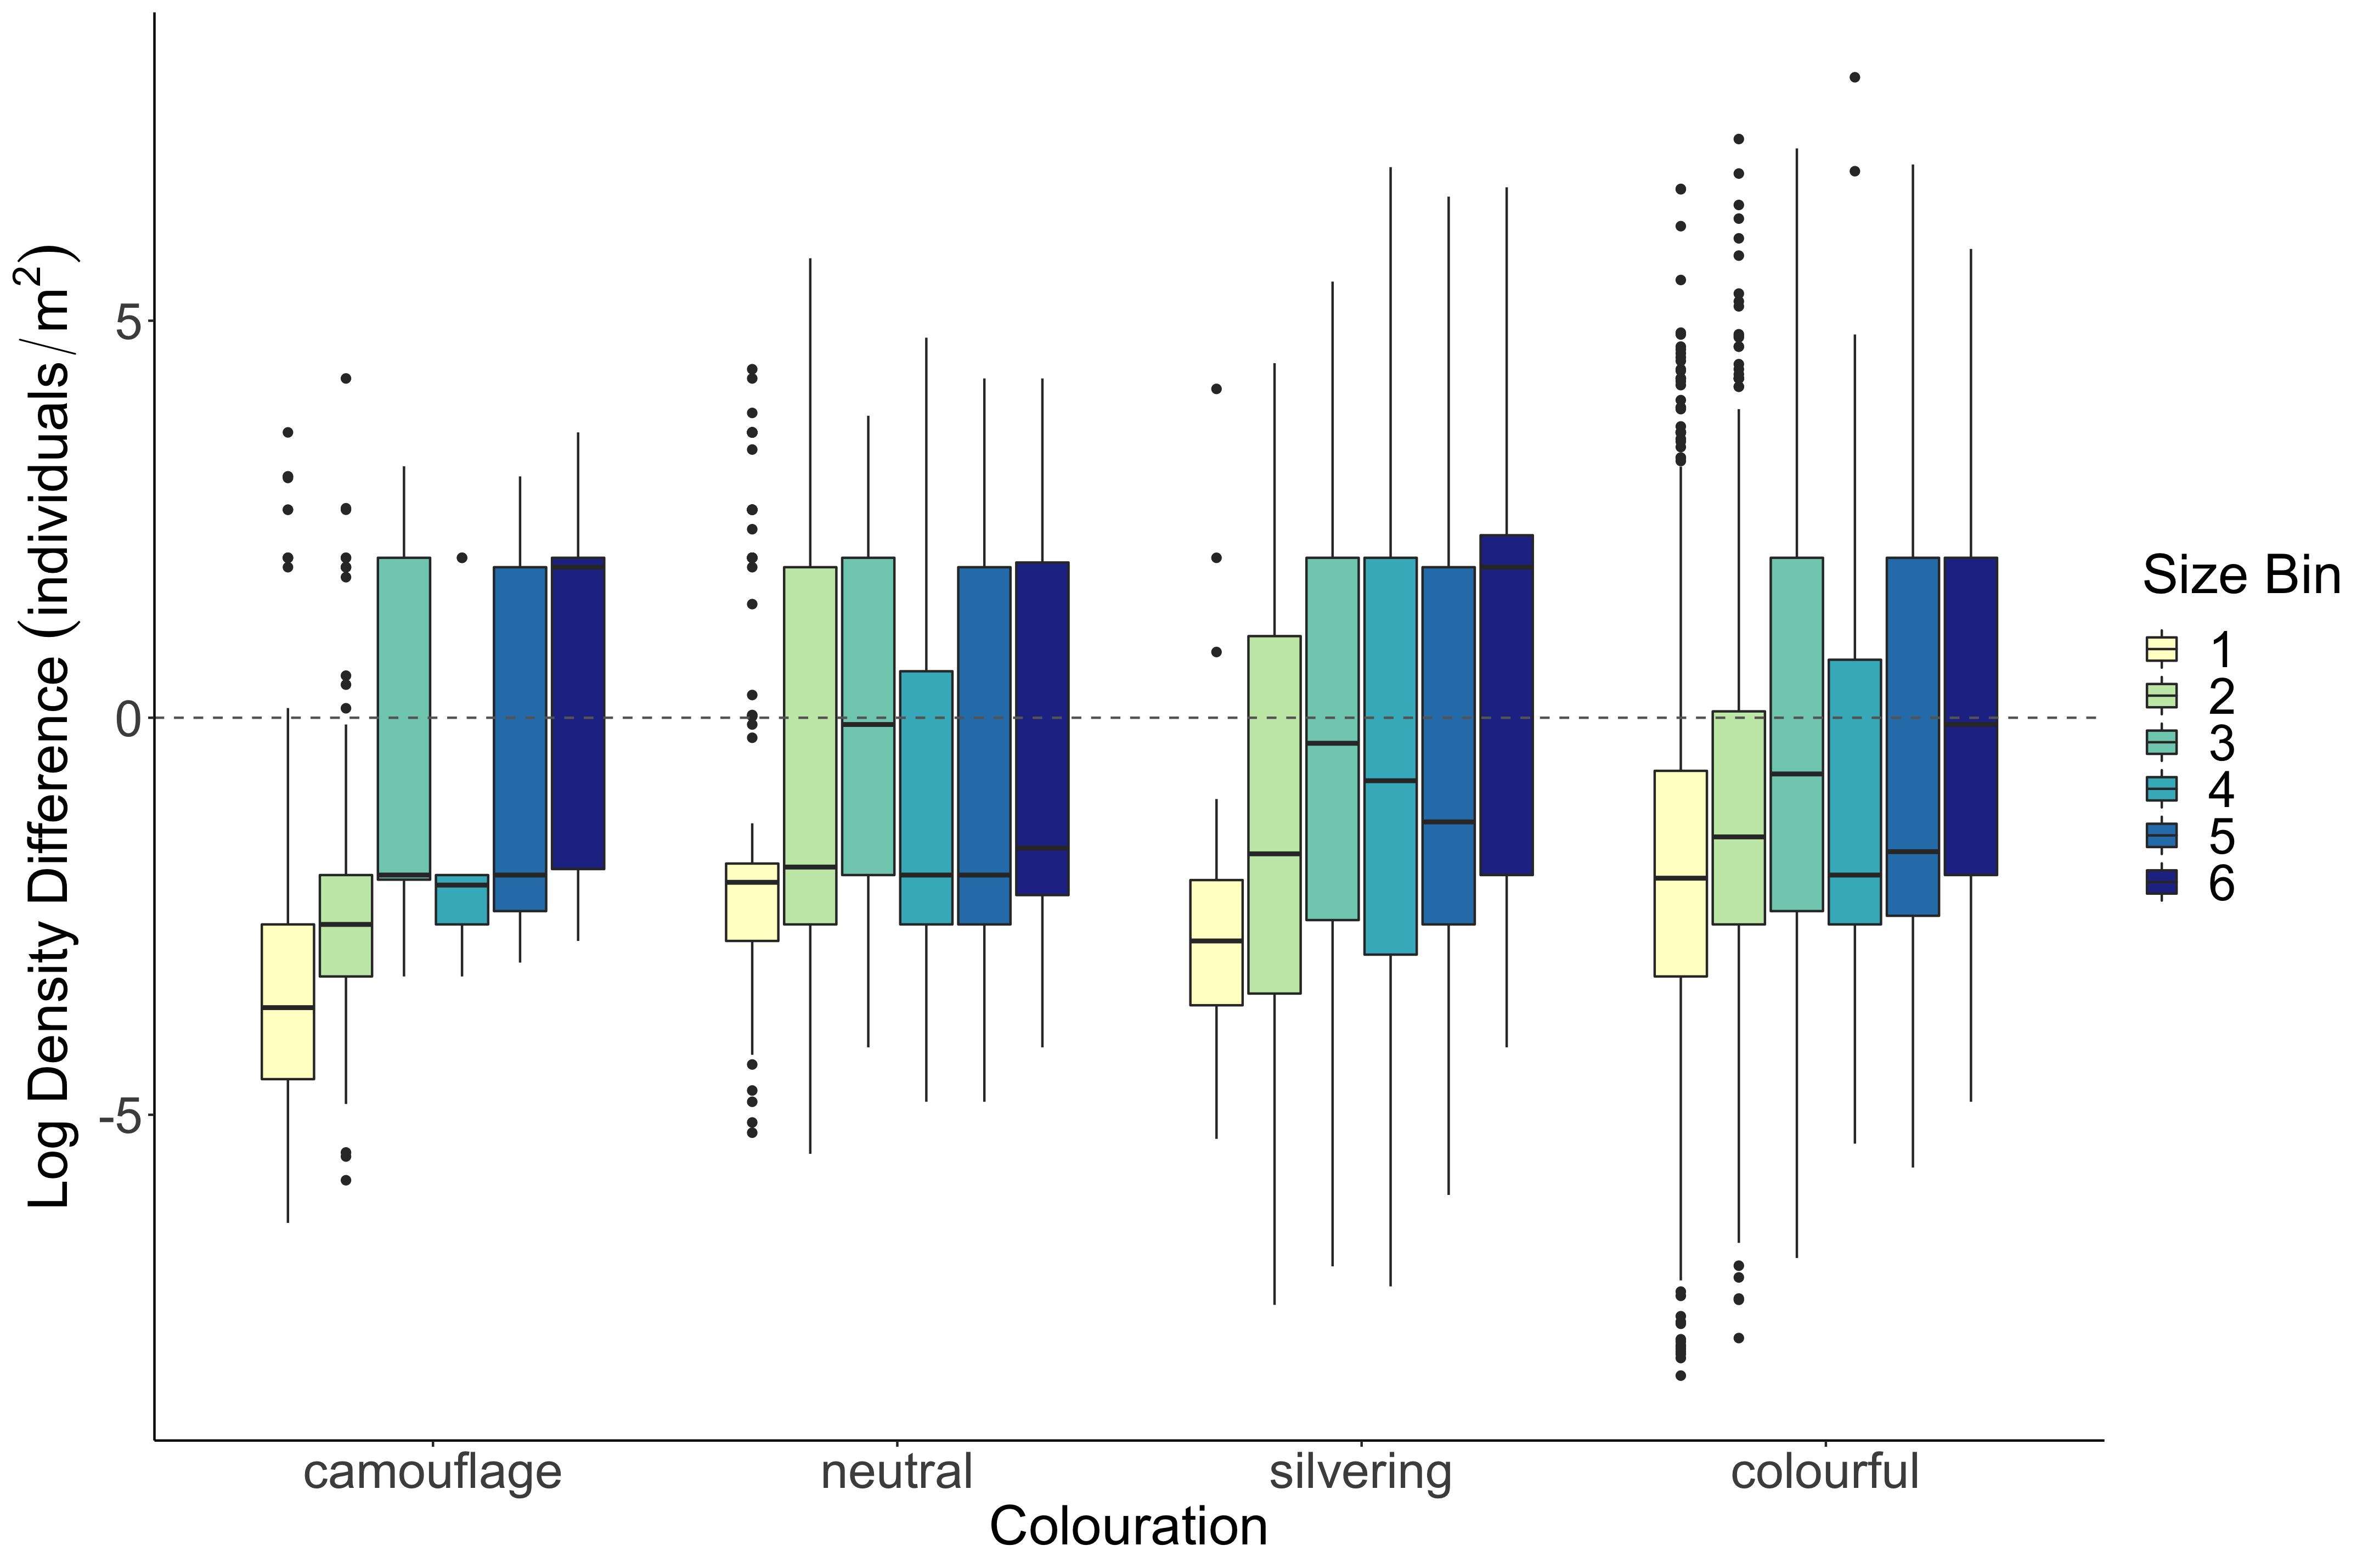 Log Density Difference (individuals/m²)
5
0
-5
camouflage
neutral
silvering
colourful
Colouration
Size Bin
1
2
3
4
5
6